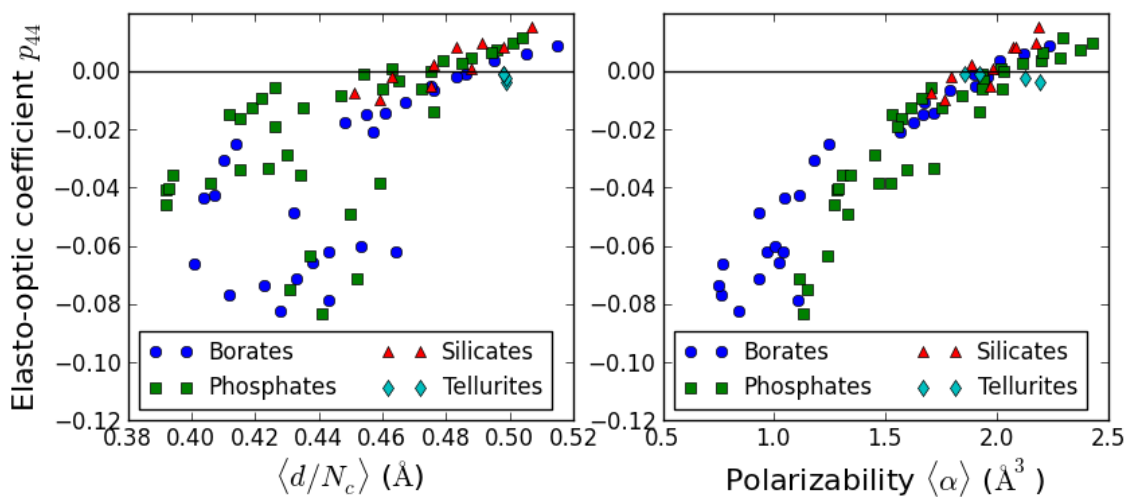 Elasto-optic coefficient p₄₄
0.00
−0.02
−0.04
−0.06
−0.08
−0.10
−0.12
Borates
Phosphates
Silicates
Tellurites
0.38 0.40 0.42 0.44 0.46 0.48 0.50 0.52
⟨d/N_c⟩ (Å)
0.00
−0.02
−0.04
−0.06
−0.08
−0.10
−0.12
Borates
Phosphates
Silicates
Tellurites
0.5 1.0 1.5 2.0 2.5
Polarizability ⟨α⟩ (Å³ )